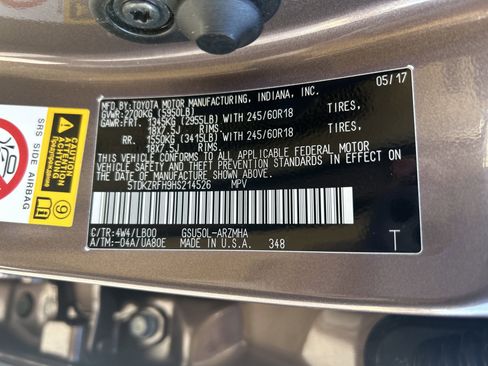 MFD. BY: TOYOTA MOTOR MANUFACTURING, INDIANA, INC. 05/17
GVWR: 2700KG (5950LB)
GAWR: FRT. 1345KG (2955LB) WITH 245/60R18 TIRES,
18X7.5J RIMS.
RR. 1550KG (3415LB) WITH 245/60R18 TIRES,
18X7.5J RIMS.
THIS VEHICLE CONFORMS TO ALL APPLICABLE FEDERAL MOTOR
VEHICLE SAFETY AND THEFT PREVENTION STANDARDS IN EFFECT ON
THE DATE OF MANUFACTURE SHOWN ABOVE.
5TDKZRFH9HS214526 MPV
C/TR: 4W4/LB00 GSU50L-ARZMHA
A/TM: -04A/UA80E MADE IN U.S.A. 348
T
SRS SIDE AIRBAG
CAUTION
9